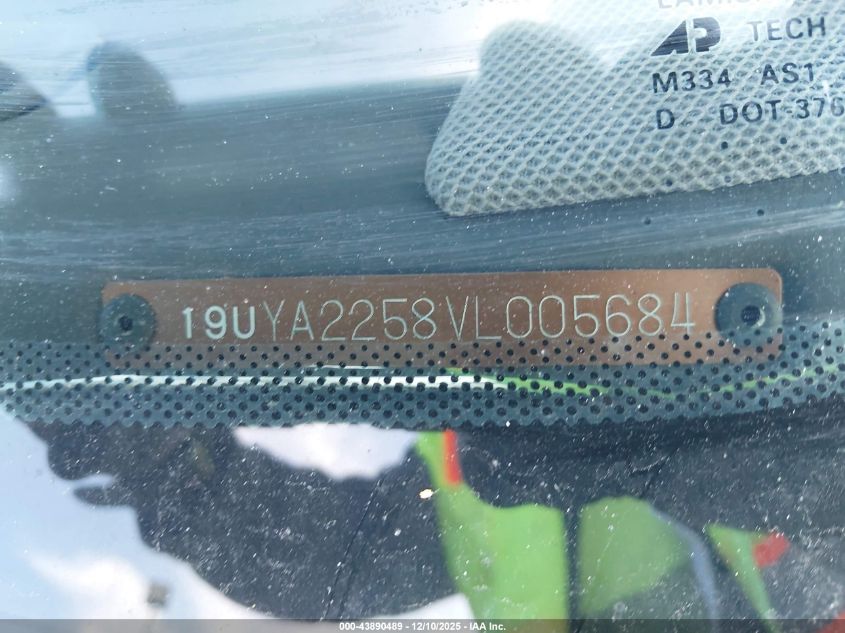 AP TECH
M334 AS1
D DOT-376
19UYA2258VL005684
000-43890489 - 12/10/2025 - IAA Inc.